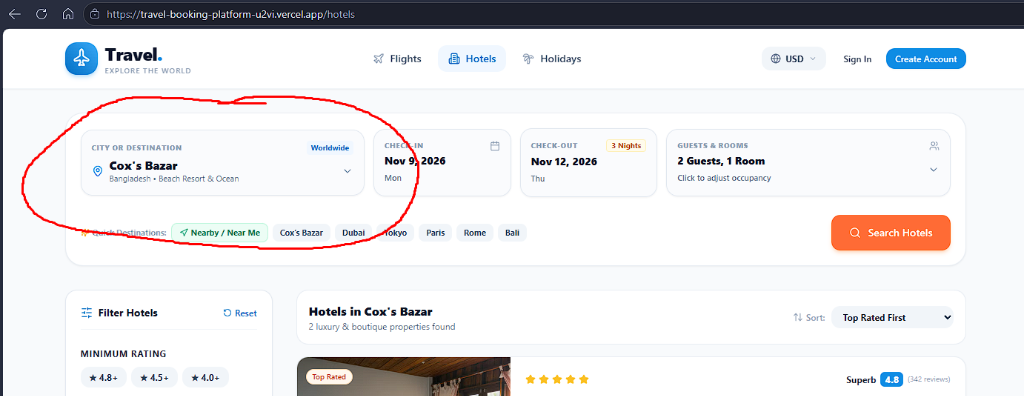 https://travel-booking-platform-u2vi.vercel.app/hotels
Travel.
EXPLORE THE WORLD
Flights
Hotels
Holidays
USD
Sign In
Create Account
CITY OR DESTINATION
Worldwide
Cox's Bazar
Bangladesh • Beach Resort & Ocean
CHECK-IN
Nov 9, 2026
Mon
CHECK-OUT
3 Nights
Nov 12, 2026
Thu
GUESTS & ROOMS
2 Guests, 1 Room
Click to adjust occupancy
Quick Destinations:
Nearby / Near Me
Cox's Bazar
Dubai
Tokyo
Paris
Rome
Bali
Search Hotels
Filter Hotels
Reset
MINIMUM RATING
★ 4.8+
★ 4.5+
★ 4.0+
Hotels in Cox's Bazar
2 luxury & boutique properties found
Sort:
Top Rated First
Top Rated
Superb
4.8
(342 reviews)